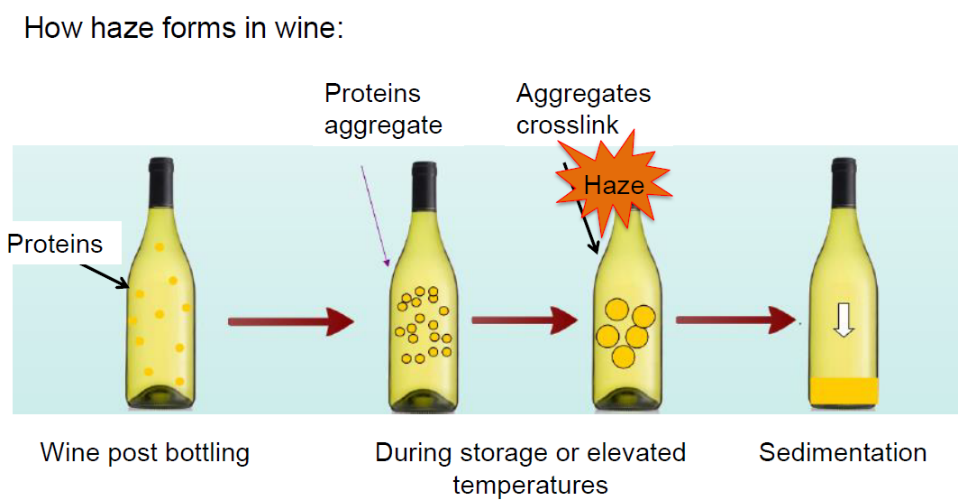 How haze forms in wine:
Proteins
aggregate
Aggregates
crosslink
Haze
Proteins
Wine post bottling
During storage or elevated
temperatures
Sedimentation